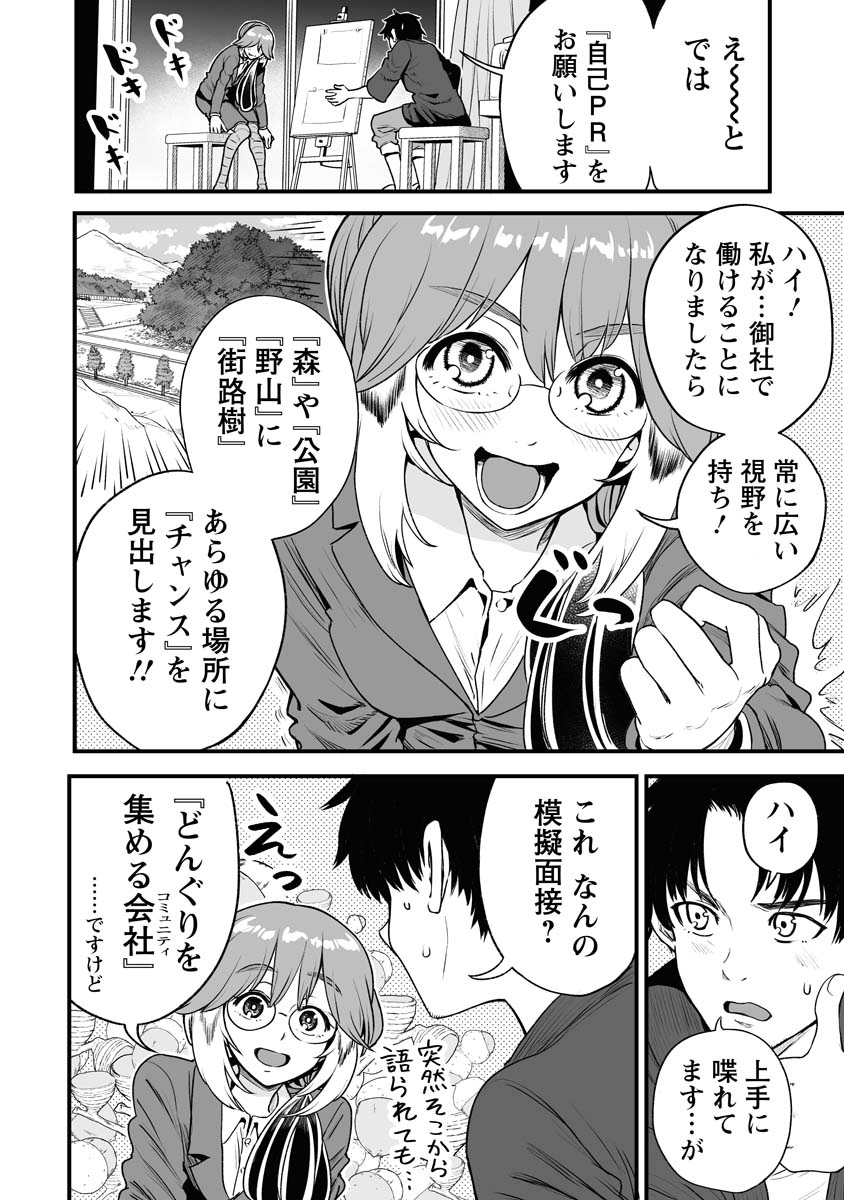 え～～～と
では
『自己PR』を
お願いします
ドキ
ドキ
ハイ!
私が…御社で
働けることに
なりましたら
常に広い
視野を
持ち!
『森』や『公園』
『野山』に
『街路樹』
あらゆる場所に
『チャンス』を
見出します!!
じっ
ハイ
上手に
喋れて
ます…が
これ なんの
模擬面接?
えっ
『どんぐりを
集める会社』
コミュニティ
……ですけど
突然そこから
語られても…